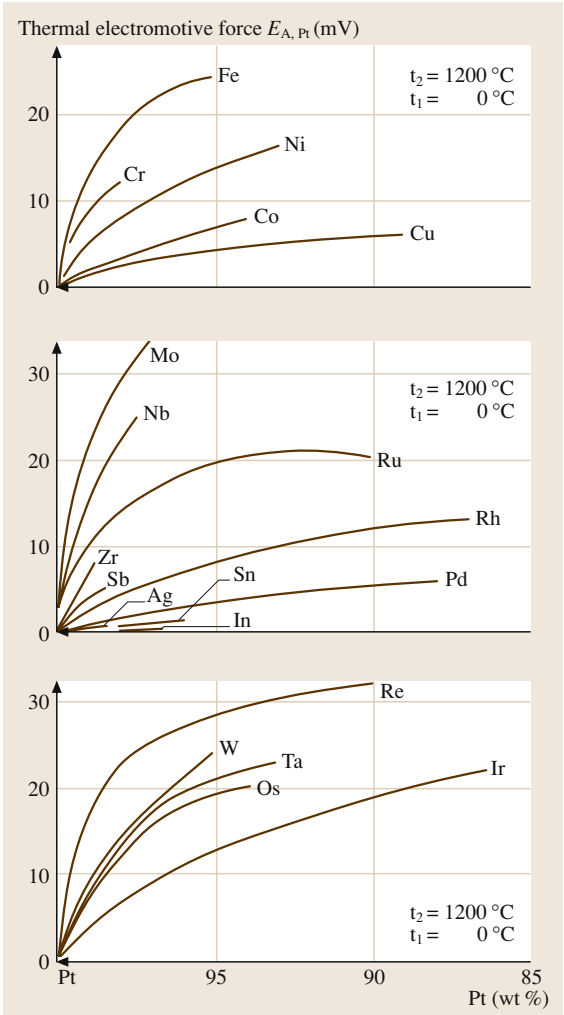 Thermal electromotive force E_A, Pt (mV)
Fe
t₂ = 1200 °C
t₁ = 0 °C
20
Ni
Cr
10
Co
Cu
0
Mo
30
t₂ = 1200 °C
t₁ = 0 °C
Nb
20
Ru
Rh
10
Zr
Sb
Sn
Ag
Pd
In
0
30
Re
W
Ta
Ir
20
Os
10
t₂ = 1200 °C
t₁ = 0 °C
0
Pt 95 90 85
Pt (wt %)